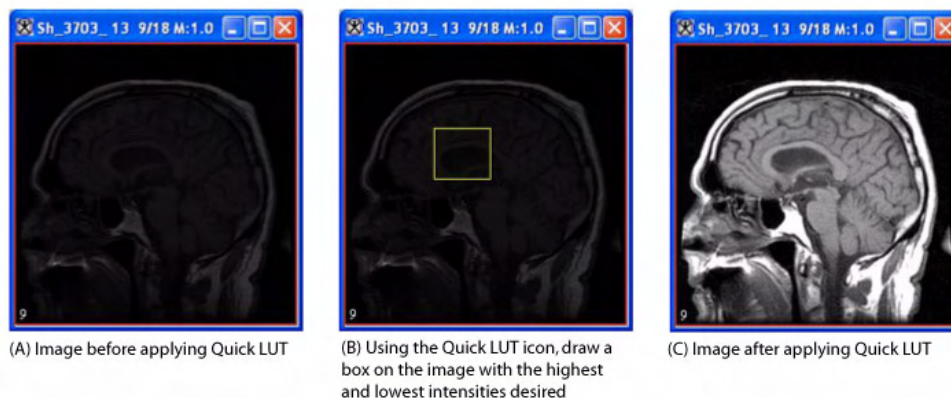 Sh_3703_ 13 9/18 M:1.0
9
(A) Image before applying Quick LUT
Sh_3703_ 13 9/18 M:1.0
9
(B) Using the Quick LUT icon, draw a
box on the image with the highest
and lowest intensities desired
Sh_3703_ 13 9/18 M:1.0
9
(C) Image after applying Quick LUT